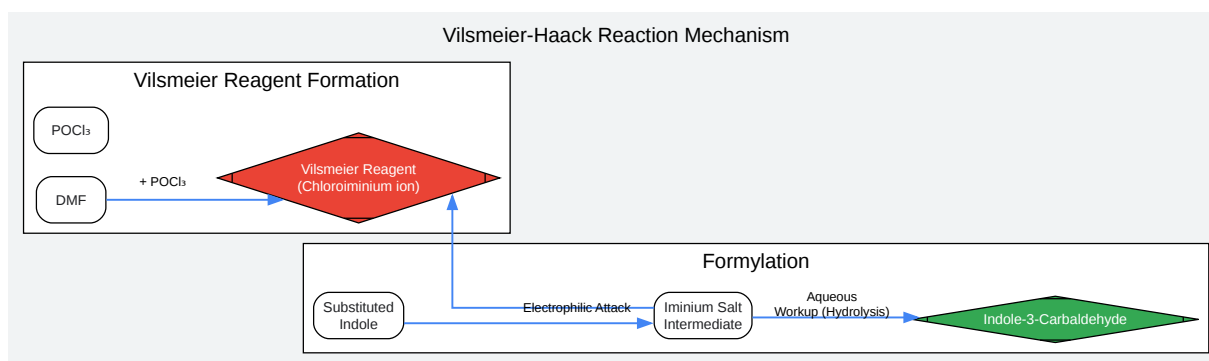 Vilsmeier-Haack Reaction Mechanism
Vilsmeier Reagent Formation
POCl₃
DMF
+ POCl₃
Vilsmeier Reagent
(Chloroiminium ion)
Formylation
Substituted
Indole
Electrophilic Attack
Iminium Salt
Intermediate
Aqueous
Workup (Hydrolysis)
Indole-3-Carbaldehyde